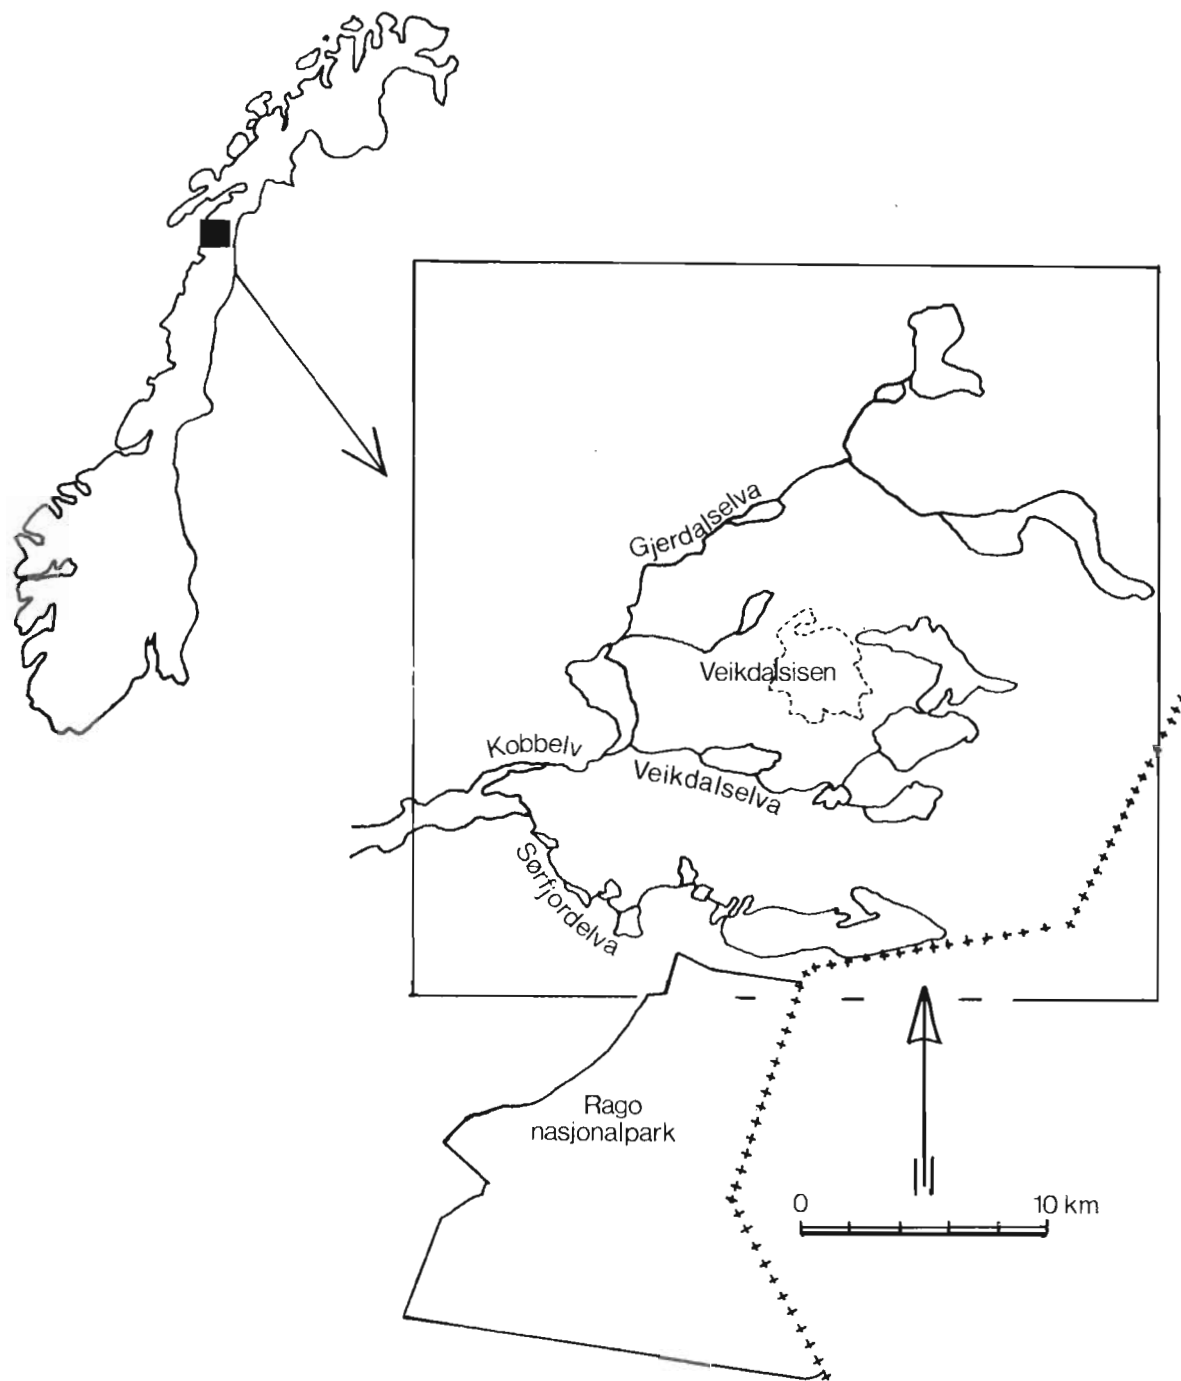 Gjerdalselva
Veikdalsisen
Kobbelv
Veikdalselva
Sørfjordelva
Rago
nasjonalpark
0 10 km